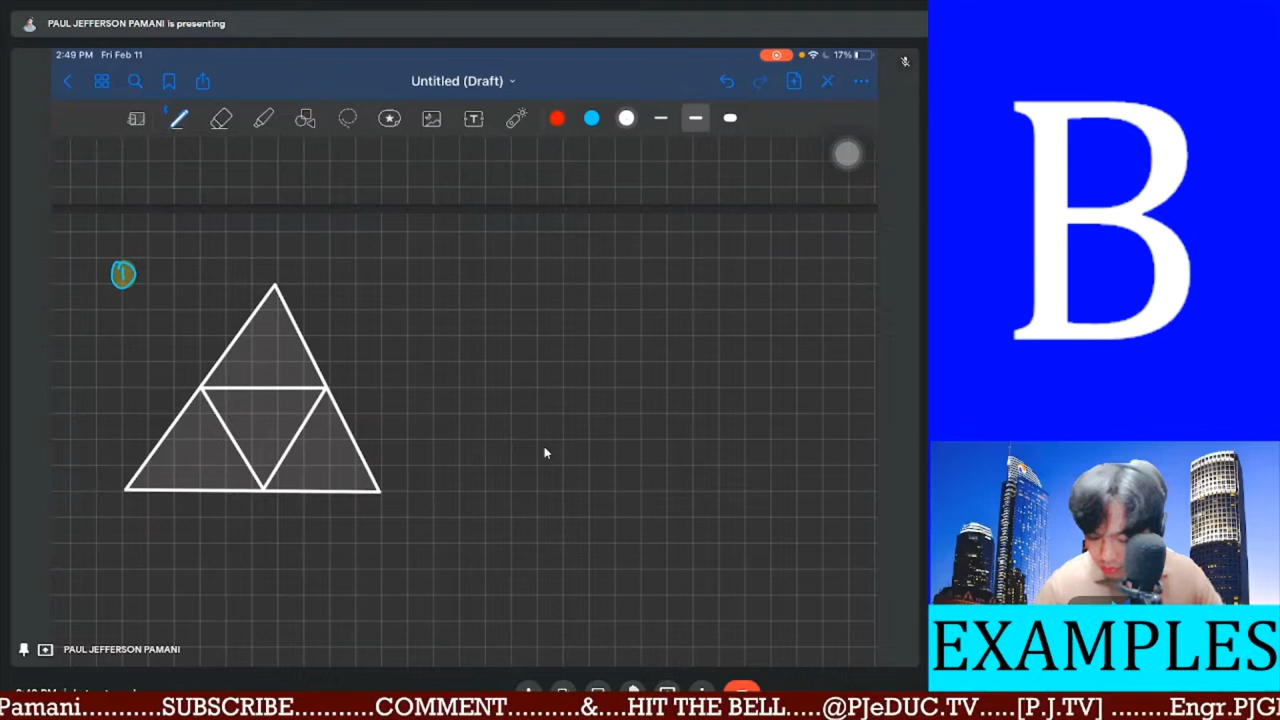 PAUL JEFFERSON PAMANI is presenting
2:49 PM Fri Feb 11
17%
Untitled (Draft)
T
1
B
PAUL JEFFERSON PAMANI
EXAMPLES
Pamani..........SUBSCRIBE..........COMMENT.........&....HIT THE BELL.....@PJeDUC.TV.....[P.J.TV] .......Engr.PJG